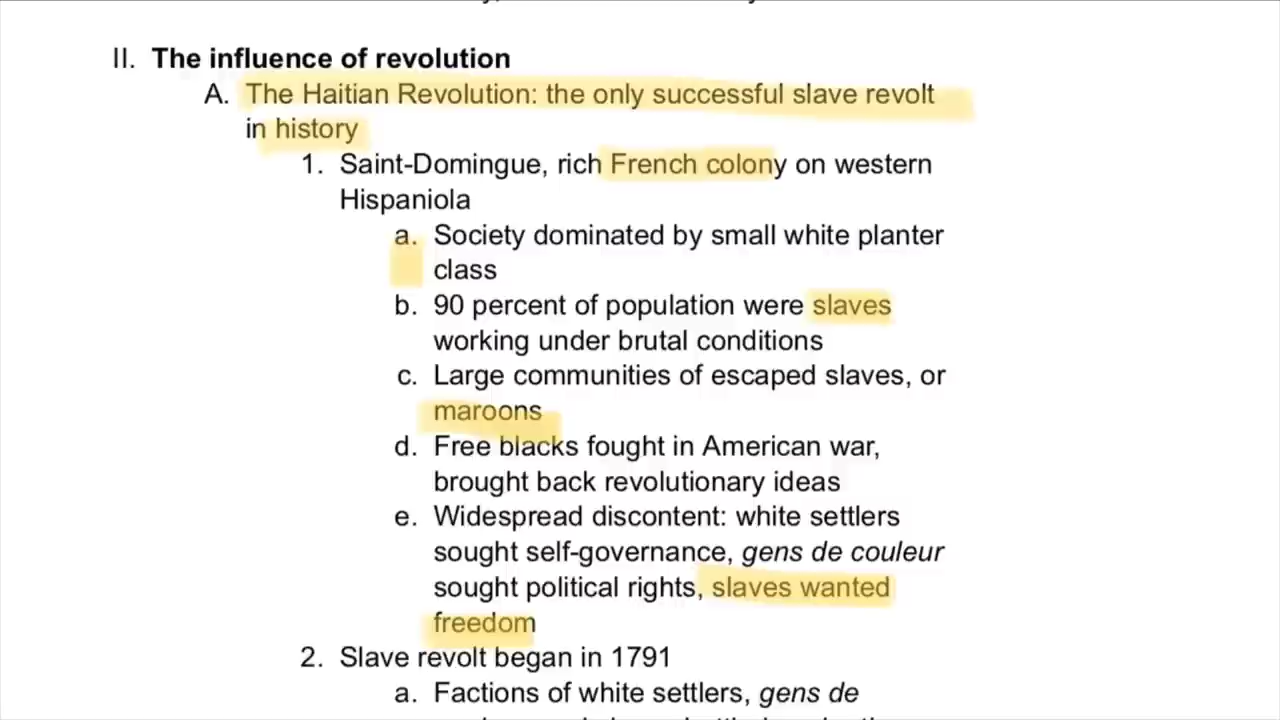 II. The influence of revolution
A. The Haitian Revolution: the only successful slave revolt
in history
1. Saint-Domingue, rich French colony on western
Hispaniola
a. Society dominated by small white planter
class
b. 90 percent of population were slaves
working under brutal conditions
c. Large communities of escaped slaves, or
maroons
d. Free blacks fought in American war,
brought back revolutionary ideas
e. Widespread discontent: white settlers
sought self-governance, gens de couleur
sought political rights, slaves wanted
freedom
2. Slave revolt began in 1791
a. Factions of white settlers, gens de